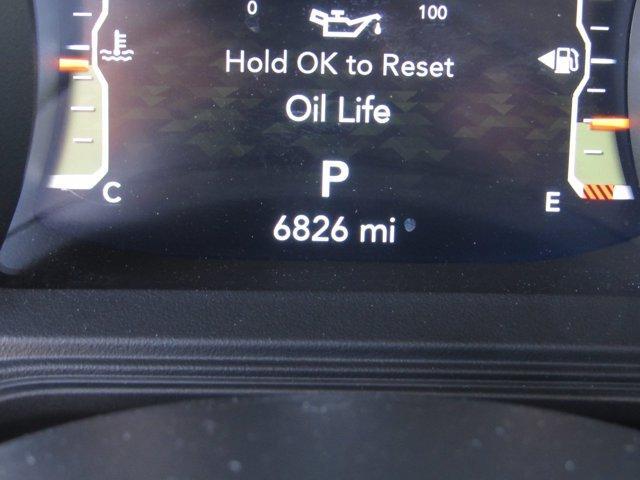 0 100
Hold OK to Reset
Oil Life
P
C E
6826 mi